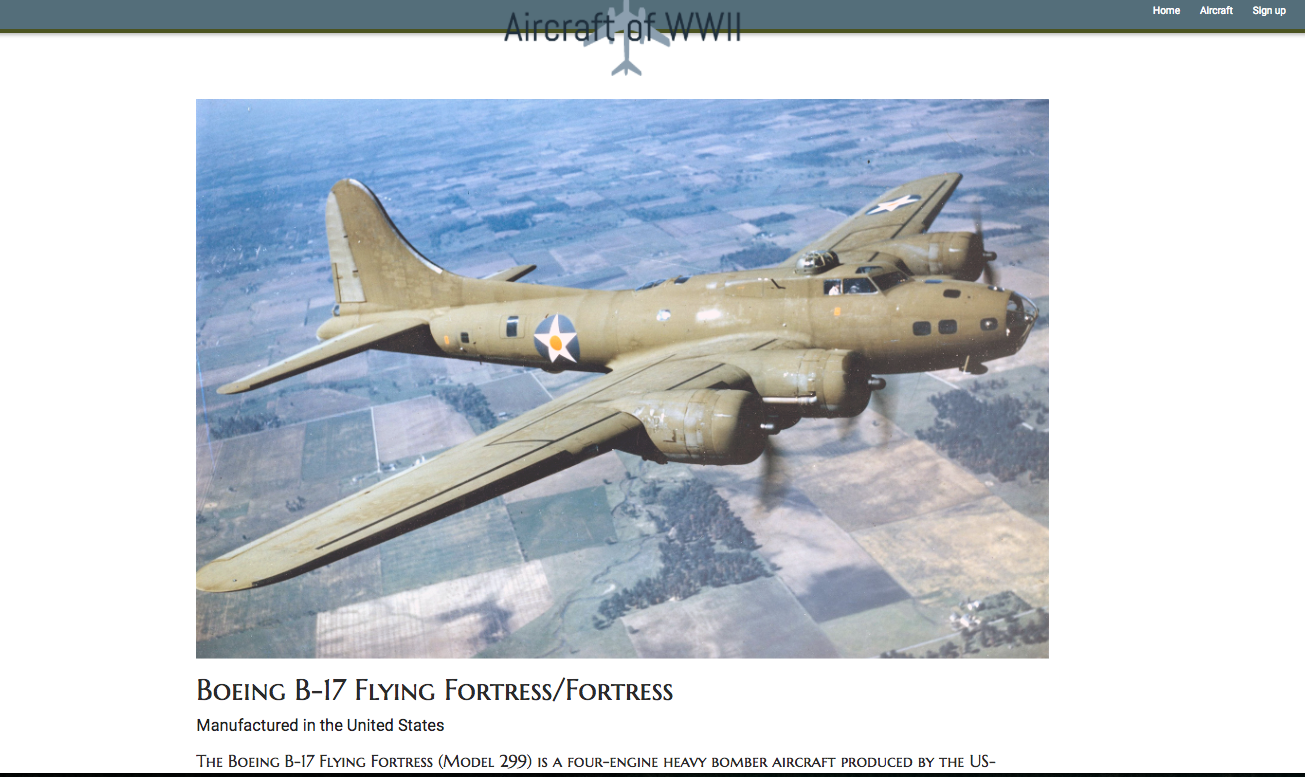 Aircraft of WWII
Home Aircraft Sign up
Boeing B-17 Flying Fortress/Fortress
Manufactured in the United States
The Boeing B-17 Flying Fortress (Model 299) is a four-engine heavy bomber aircraft produced by the US-